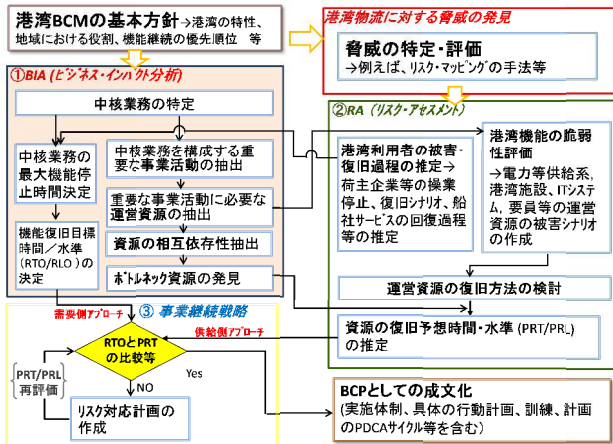 港湾BCMの基本方針→港湾の特性、
地域における役割、機能継続の優先順位 等
港湾物流に対する脅威の発見
脅威の特定・評価
→例えば、リスク・マッピングの手法等
①BIA (ビジネス・インパクト分析)
中核業務の特定
中核業務の
最大機能停
止時間決定
機能復旧目標
時間/水準
(RTO/RLO)の
決定
中核業務を構成する重
要な事業活動の抽出
重要な事業活動に必要な
運営資源の抽出
資源の相互依存性抽出
ボトルネック資源の発見
②RA (リスク・アセスメント)
港湾利用者の被害・
復旧過程の推定→
荷主企業等の操業
停止、復旧シナリオ、船
社サービスの回復過程
等の推定
港湾機能の脆弱
性評価
→電力等供給系,
港湾施設、ITシステ
ム, 要員等の運営
資源の被害シナリオ
の作成
運営資源の復旧方法の検討
資源の復旧予想時間・水準 (PRT/PRL)
の推定
需要側アプローチ
③ 事業継続戦略
供給側アプローチ
RTOとPRT
の比較等
PRT/PRL
再評価
NO
Yes
リスク対応計画の
作成
BCPとしての成文化
(実施体制、具体の行動計画、訓練、計画
のPDCAサイクル等を含む)